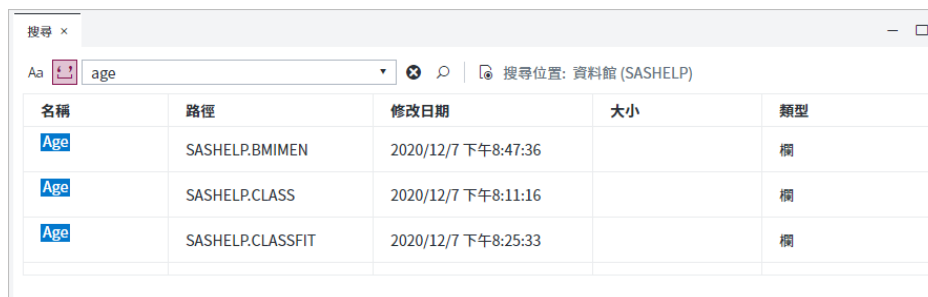 搜尋 ×
Aa age 搜尋位置: 資料館 (SASHELP)
名稱 路徑 修改日期 大小 類型
Age SASHELP.BMIMEN 2020/12/7 下午8:47:36 欄
Age SASHELP.CLASS 2020/12/7 下午8:11:16 欄
Age SASHELP.CLASSFIT 2020/12/7 下午8:25:33 欄